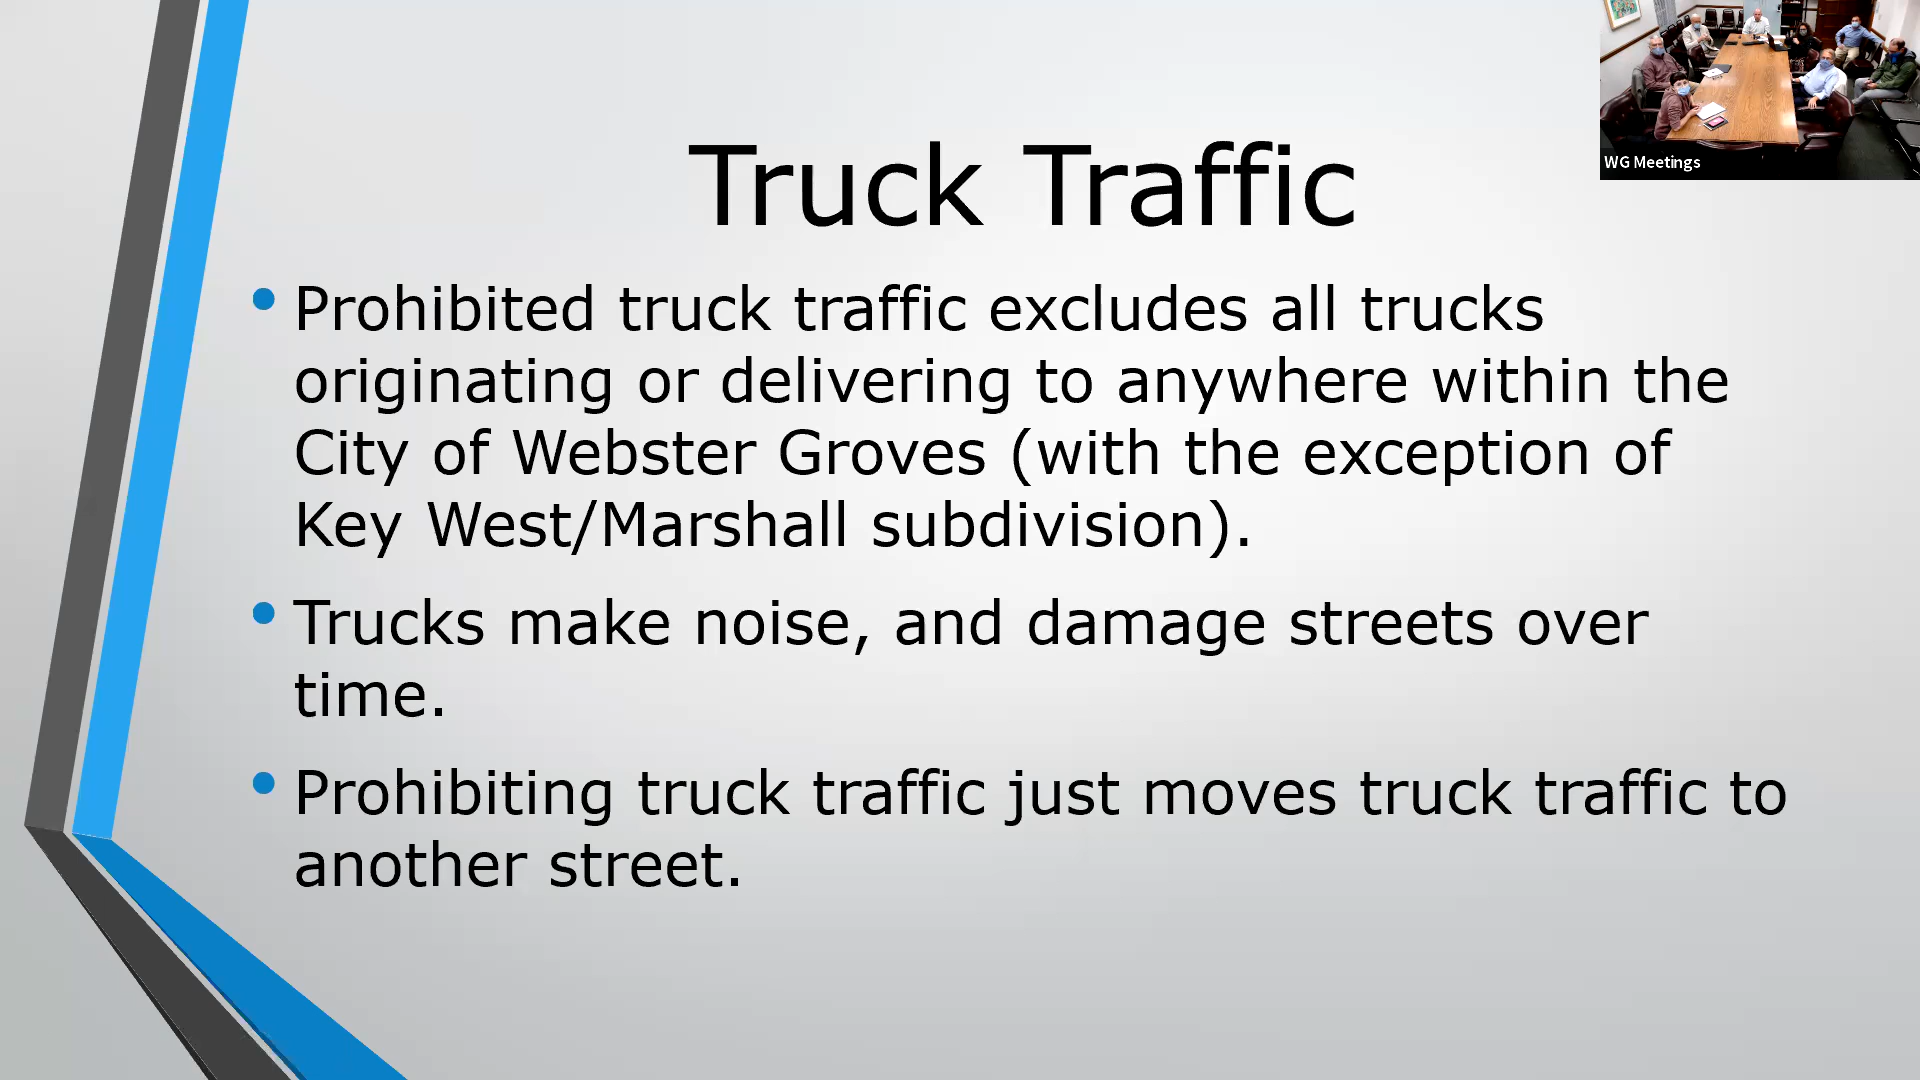 Truck Traffic
WG Meetings
• Prohibited truck traffic excludes all trucks
originating or delivering to anywhere within the
City of Webster Groves (with the exception of
Key West/Marshall subdivision).
• Trucks make noise, and damage streets over
time.
• Prohibiting truck traffic just moves truck traffic to
another street.